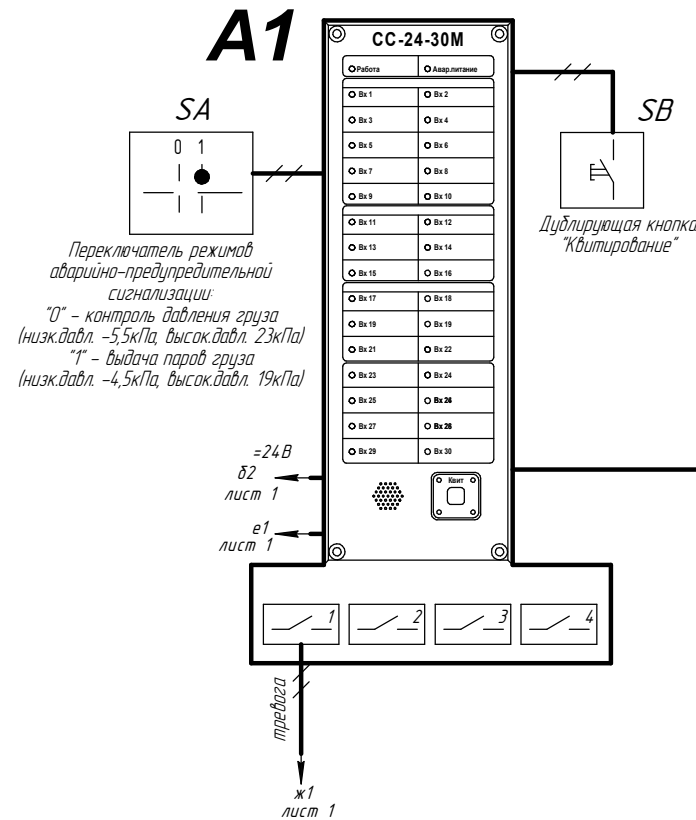 A1
СС-24-30М
Работа Авар.питание
Вх 1 Вх 2
Вх 3 Вх 4
Вх 5 Вх 6
Вх 7 Вх 8
Вх 9 Вх 10
Вх 11 Вх 12
Вх 13 Вх 14
Вх 15 Вх 16
Вх 17 Вх 18
Вх 19 Вх 19
Вх 21 Вх 22
Вх 23 Вх 24
Вх 25 Вх 26
Вх 27 Вх 28
Вх 29 Вх 30
Квит
SA
0 1
Переключатель режимов
аварийно-предупредительной
сигнализации:
"0" - контроль давления груза
(низк.давл. -5,5кПа, высок.давл. 23кПа)
"1" - выдача паров груза
(низк.давл. -4,5кПа, высок.давл. 19кПа)
SB
Дублирующая кнопка
"Квитирование"
=24В
б2
лист 1
е1
лист 1
1 2 3 4
тревога
ж1
лист 1